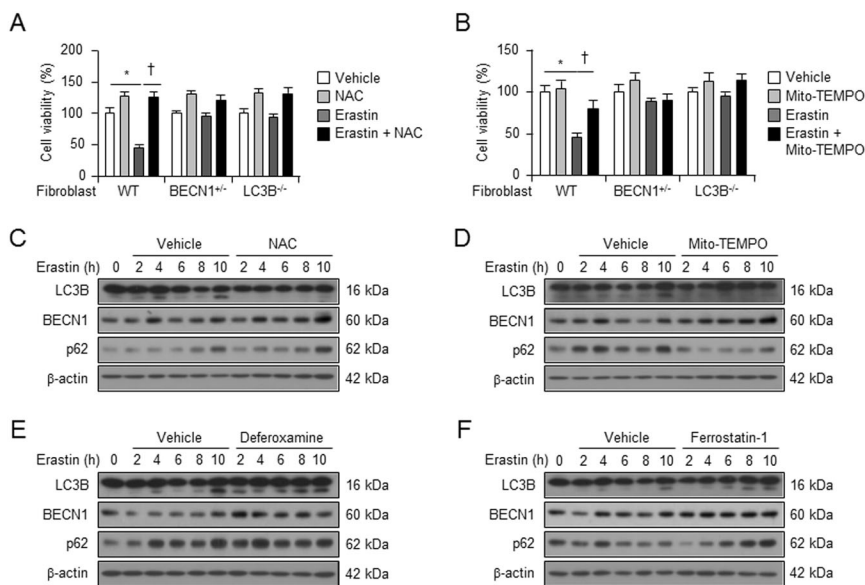 A
Cell viability (%)
200
150
100
50
0
* †
Vehicle
NAC
Erastin
Erastin + NAC
Fibroblast WT BECN1+/- LC3B-/-
B
Cell viability (%)
150
100
50
0
* †
Vehicle
Mito-TEMPO
Erastin
Erastin +
Mito-TEMPO
Fibroblast WT BECN1+/- LC3B-/-
C
Vehicle NAC
Erastin (h) 0 2 4 6 8 10 2 4 6 8 10
LC3B 16 kDa
BECN1 60 kDa
p62 62 kDa
β-actin 42 kDa
D
Vehicle Mito-TEMPO
Erastin (h) 0 2 4 6 8 10 2 4 6 8 10
LC3B 16 kDa
BECN1 60 kDa
p62 62 kDa
β-actin 42 kDa
E
Vehicle Deferoxamine
Erastin (h) 0 2 4 6 8 10 2 4 6 8 10
LC3B 16 kDa
BECN1 60 kDa
p62 62 kDa
β-actin 42 kDa
F
Vehicle Ferrostatin-1
Erastin (h) 0 2 4 6 8 10 2 4 6 8 10
LC3B 16 kDa
BECN1 60 kDa
p62 62 kDa
β-actin 42 kDa